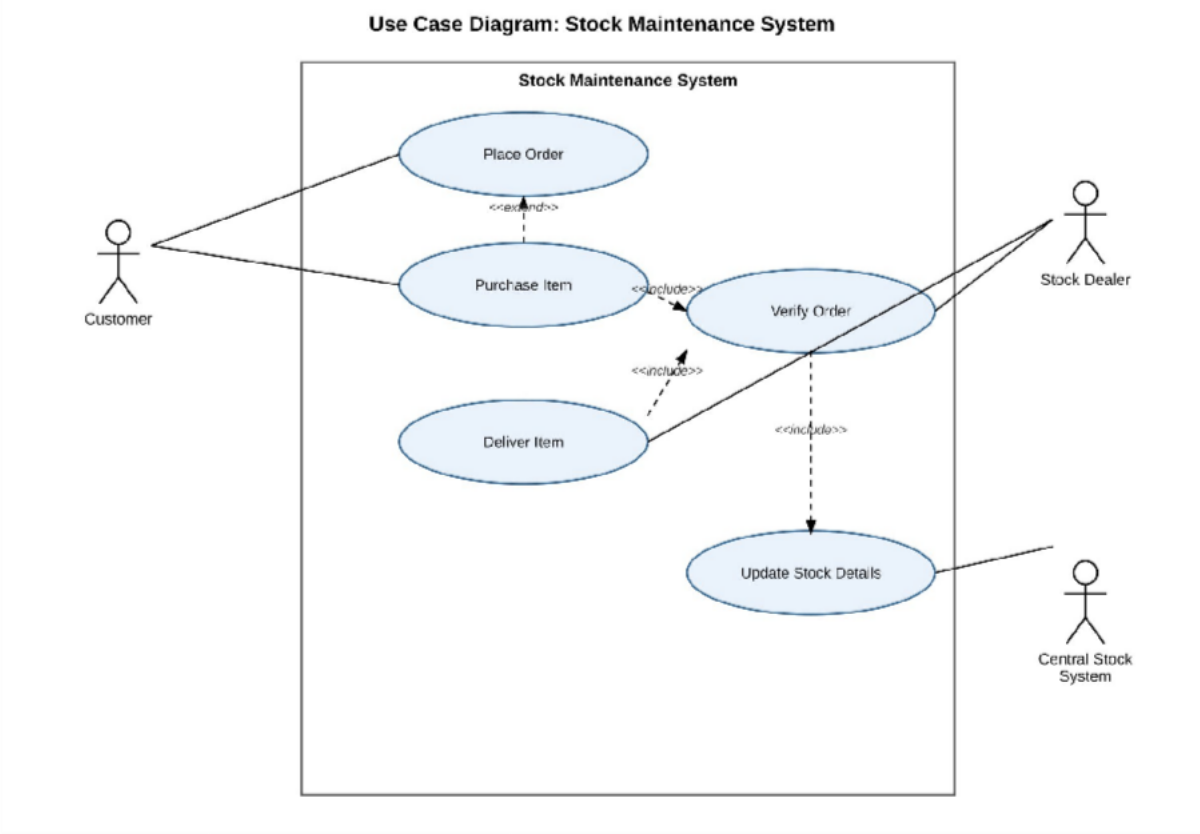 Use Case Diagram: Stock Maintenance System
Stock Maintenance System
Place Order
<<extend>>
Purchase Item
<<include>>
Verify Order
Stock Dealer
Customer
<<include>>
Deliver Item
<<include>>
Update Stock Details
Central Stock
System